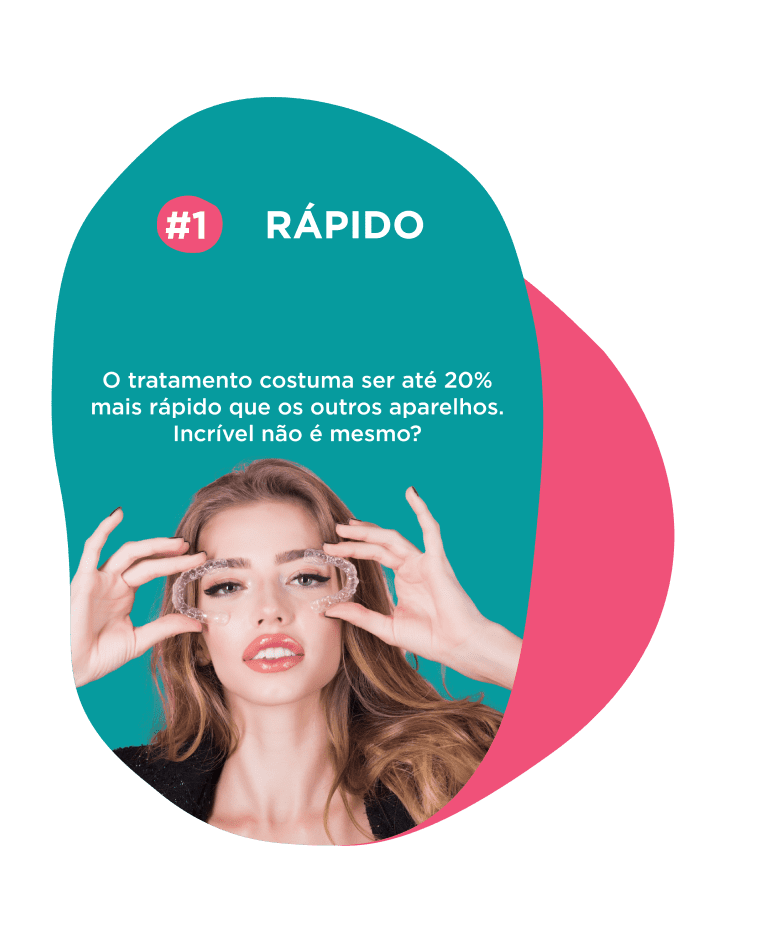 #1 RÁPIDO
O tratamento costuma ser até 20%
mais rápido que os outros aparelhos.
Incrível não é mesmo?